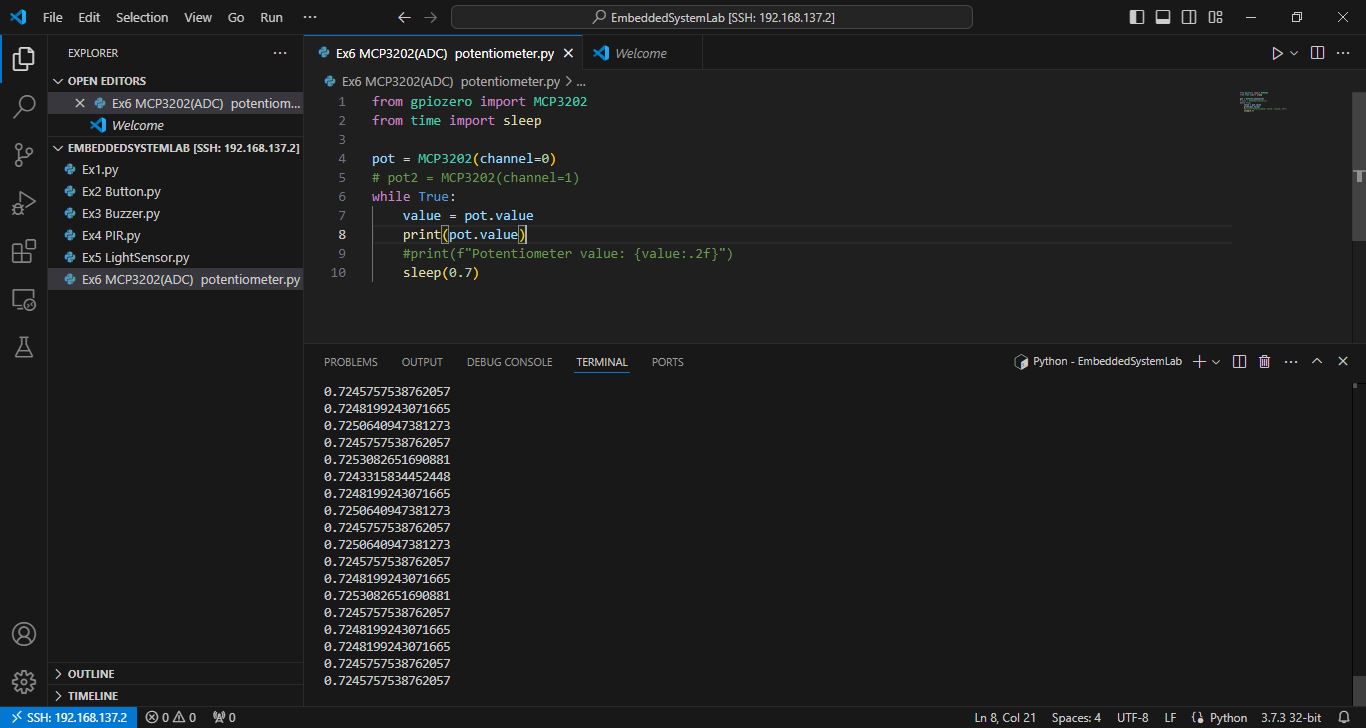 File Edit Selection View Go Run ···
EmbeddedSystemLab [SSH: 192.168.137.2]
EXPLORER
OPEN EDITORS
Ex6 MCP3202(ADC) potentiom...
Welcome
EMBEDDEDSYSTEMLAB [SSH: 192.168.137.2]
Ex1.py
Ex2 Button.py
Ex3 Buzzer.py
Ex4 PIR.py
Ex5 LightSensor.py
Ex6 MCP3202(ADC) potentiometer.py
OUTLINE
TIMELINE
Ex6 MCP3202(ADC) potentiometer.py
Welcome
Ex6 MCP3202(ADC) potentiometer.py > ...
1 from gpiozero import MCP3202
2 from time import sleep
3
4 pot = MCP3202(channel=0)
5 # pot2 = MCP3202(channel=1)
6 while True:
7     value = pot.value
8     print(pot.value)
9     #print(f"Potentiometer value: {value:.2f}")
10     sleep(0.7)
PROBLEMS OUTPUT DEBUG CONSOLE TERMINAL PORTS
Python - EmbeddedSystemLab
0.7245757538762057
0.7248199243071665
0.7250640947381273
0.7245757538762057
0.7253082651690881
0.7243315834452448
0.7248199243071665
0.7250640947381273
0.7245757538762057
0.7250640947381273
0.7245757538762057
0.7248199243071665
0.7253082651690881
0.7245757538762057
0.7248199243071665
0.7248199243071665
0.7245757538762057
0.7245757538762057
SSH: 192.168.137.2 0 0 0 Ln 8, Col 21 Spaces: 4 UTF-8 LF Python 3.7.3 32-bit